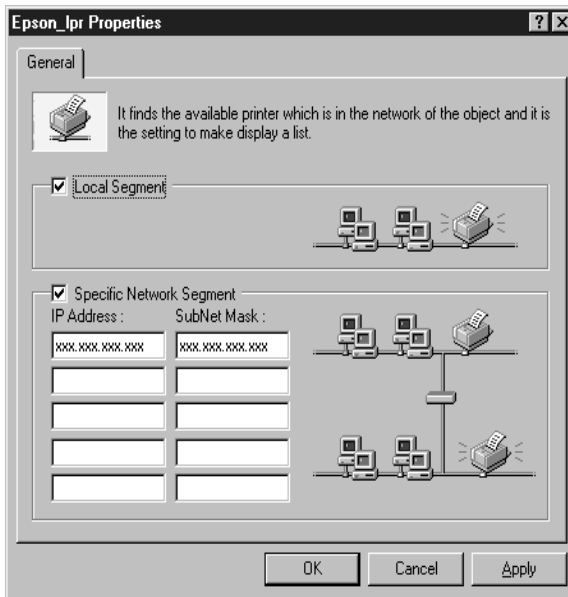 Epson_lpr Properties
General
It finds the available printer which is in the network of the object and it is
the setting to make display a list.
Local Segment
Specific Network Segment
IP Address : SubNet Mask :
xxx.xxx.xxx.xxx xxx.xxx.xxx.xxx
OK Cancel Apply